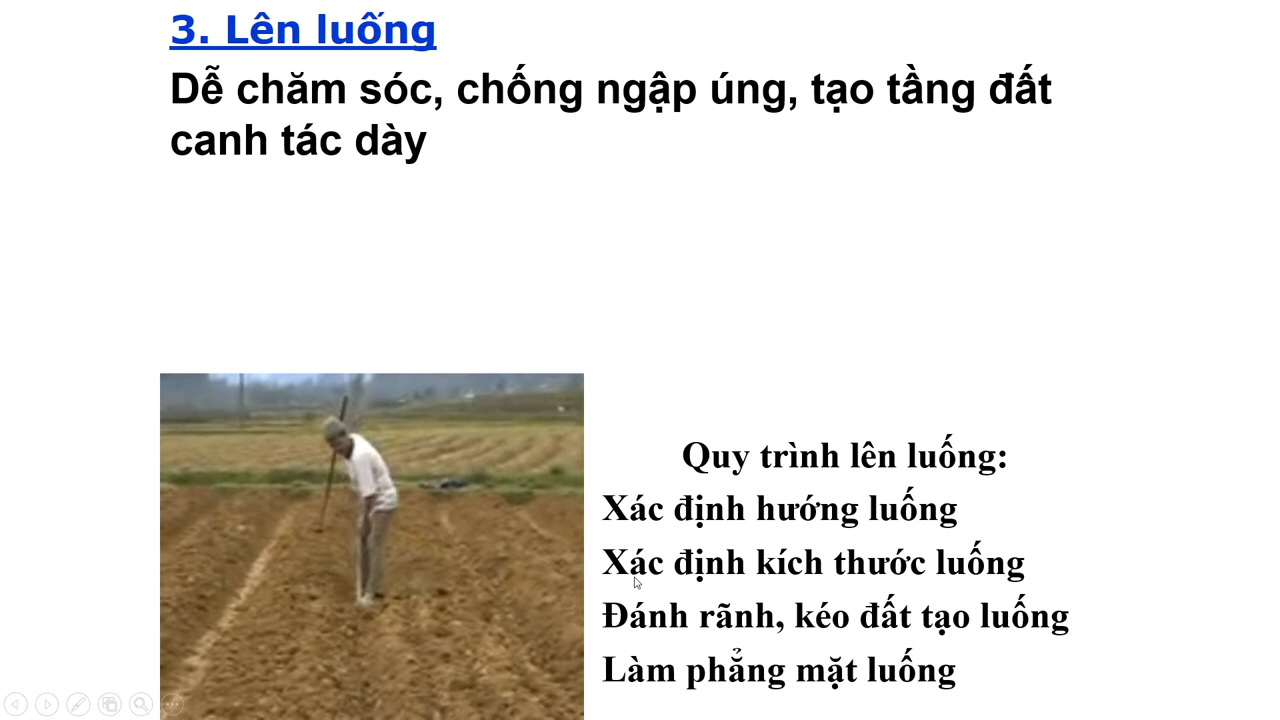 3. Lên luống
Dễ chăm sóc, chống ngập úng, tạo tầng đất
canh tác dày
Quy trình lên luống:
Xác định hướng luống
Xác định kích thước luống
Đánh rãnh, kéo đất tạo luống
Làm phẳng mặt luống